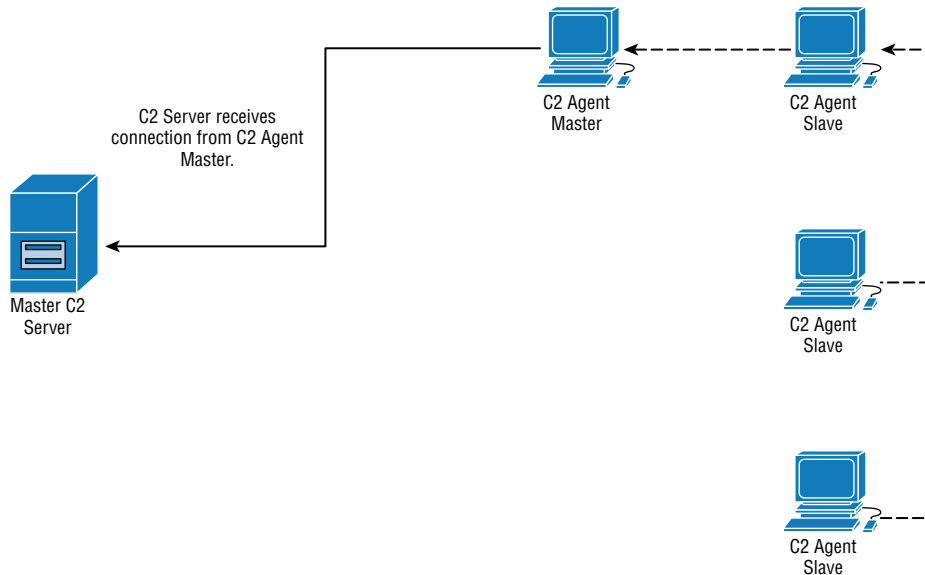 C2 Agent
Master
C2 Agent
Slave
C2 Server receives
connection from C2 Agent
Master.
Master C2
Server
C2 Agent
Slave
C2 Agent
Slave